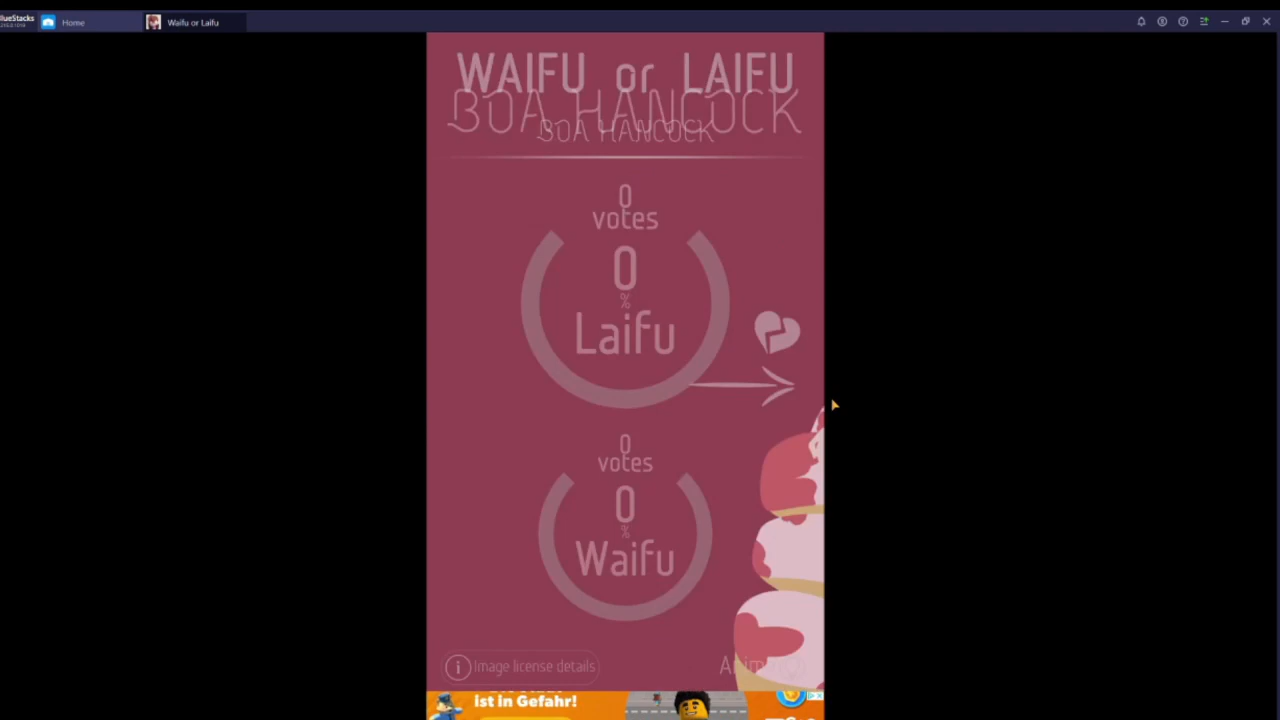 Home
Waifu or Laifu
WAIFU or LAIFU
BOA HANCOCK
BOA HANCOCK
0
votes
0
%
Laifu
0
votes
0
%
Waifu
i Image license details
ist in Gefahr!